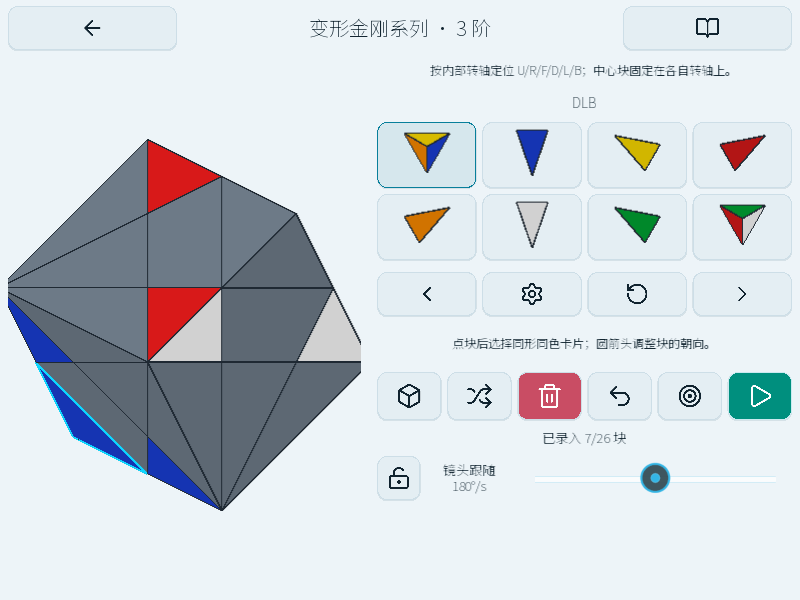 变形金刚系列 · 3 阶
按内部转轴定位 U/R/F/D/L/B；中心块固定在各自转轴上。
DLB
点块后选择同形同色卡片；圆箭头调整块的朝向。
已录入 7/26 块
镜头跟随
180°/s